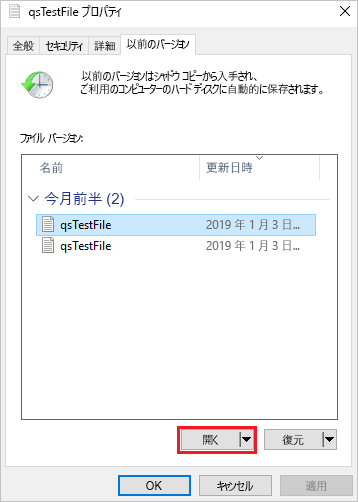 qsTestFile プロパティ
全般 セキュリティ 詳細 以前のバージョン
以前のバージョンはシャドウ コピーから入手され、
ご利用のコンピューターのハード ディスクに自動的に保存されます。
ファイル バージョン:
名前 更新日時
今月前半 (2)
qsTestFile 2019 年 1 月 3 日...
qsTestFile 2019 年 1 月 3 日...
開く 復元
OK キャンセル 適用